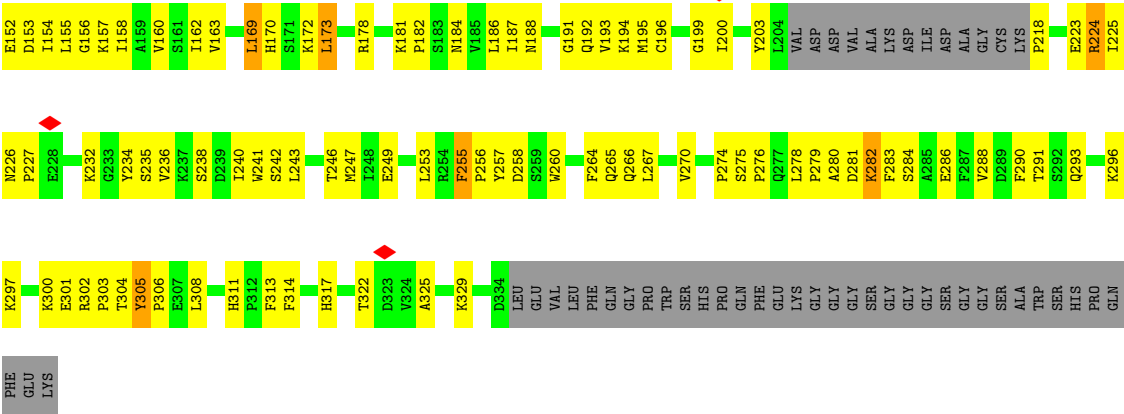 E152 D153 I154 L155 G156 K157 I158 A159 V160 S161 I162 V163 L169 H170 S171 K172 L173 R178 K181 P182 S183 N184 V185 L186 I187 N188 G191 Q192 V193 K194 M195 C196 G199 I200 Y203 L204 VAL ASP ASP VAL ALA LYS ASP ILE ASP ALA GLY CYS LYS P218 E223 R224 I225
N226 P227 E228 K232 G233 Y234 S235 V236 K237 S238 D239 I240 W241 S242 L243 T246 M247 I248 E249 L253 R254 F255 P256 Y257 D258 S259 W260 F264 Q265 Q266 L267 V270 P274 S275 P276 Q277 L278 P279 A280 D281 K282 F283 S284 A285 E286 F287 V288 D289 F290 T291 S292 Q293 K296
K297 K300 E301 R302 P303 T304 Y305 P306 E307 L308 H311 P312 F313 F314 H317 T322 D323 V324 A325 K329 D334 LEU GLU VAL LEU PHE GLN GLY PRO TRP SER HIS PRO GLN PHE GLU LYS GLY GLY GLY SER GLY GLY GLY SER GLY GLY SER ALA TRP SER HIS PRO GLN
PHE GLU LYS